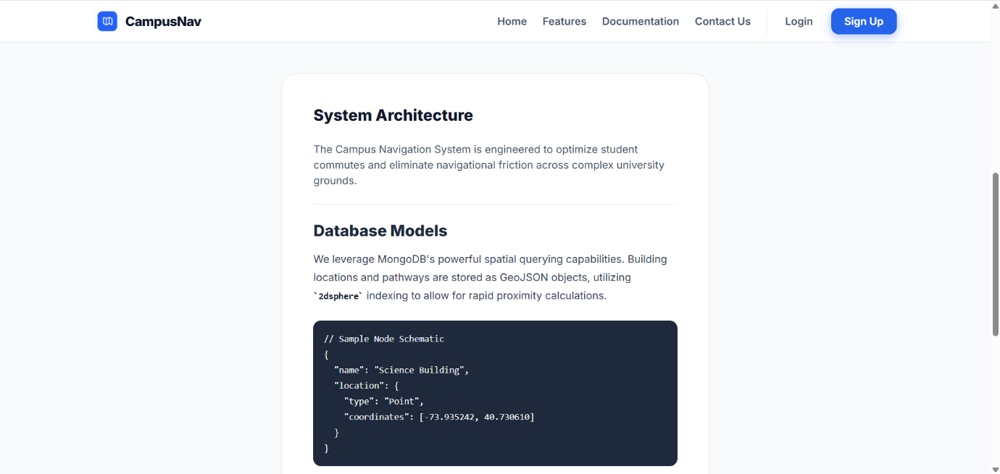 CampusNav
Home
Features
Documentation
Contact Us
Login
Sign Up
System Architecture
The Campus Navigation System is engineered to optimize student
commutes and eliminate navigational friction across complex university
grounds.
Database Models
We leverage MongoDB's powerful spatial querying capabilities. Building
locations and pathways are stored as GeoJSON objects, utilizing
`2dsphere` indexing to allow for rapid proximity calculations.
// Sample Node Schematic
{
  "name": "Science Building",
  "location": {
    "type": "Point",
    "coordinates": [-73.935242, 40.730610]
  }
}